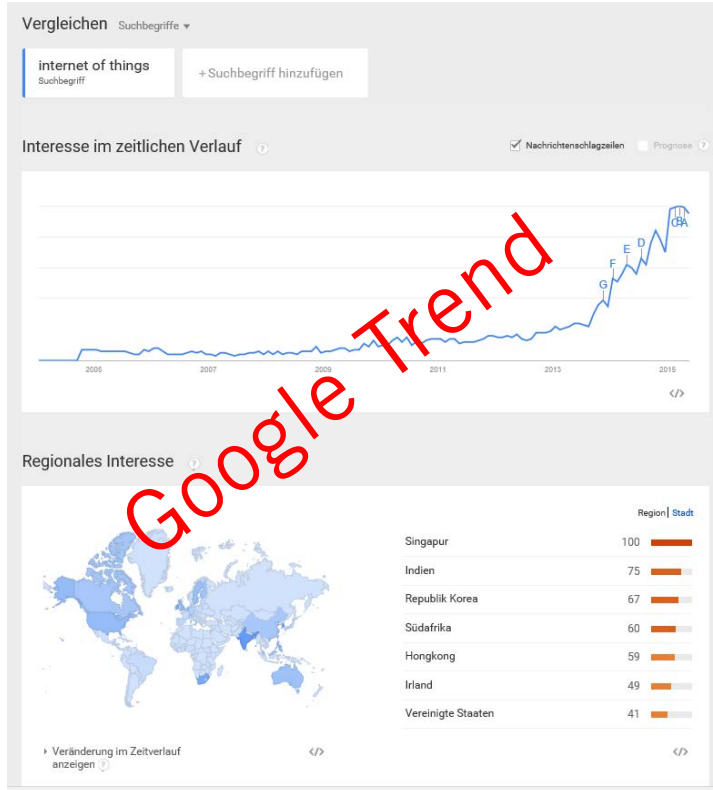 Vergleichen Suchbegriffe
internet of things
Suchbegriff
+Suchbegriff hinzufügen
Interesse im zeitlichen Verlauf ?
Nachrichtenschlagzeilen Prognose ?
G F E D C B A
2005 2007 2009 2011 2013 2015
</>
Google Trend
Regionales Interesse ?
Region | Stadt
Singapur 100
Indien 75
Republik Korea 67
Südafrika 60
Hongkong 59
Irland 49
Vereinigte Staaten 41
Veränderung im Zeitverlauf
anzeigen ?
</>
</>